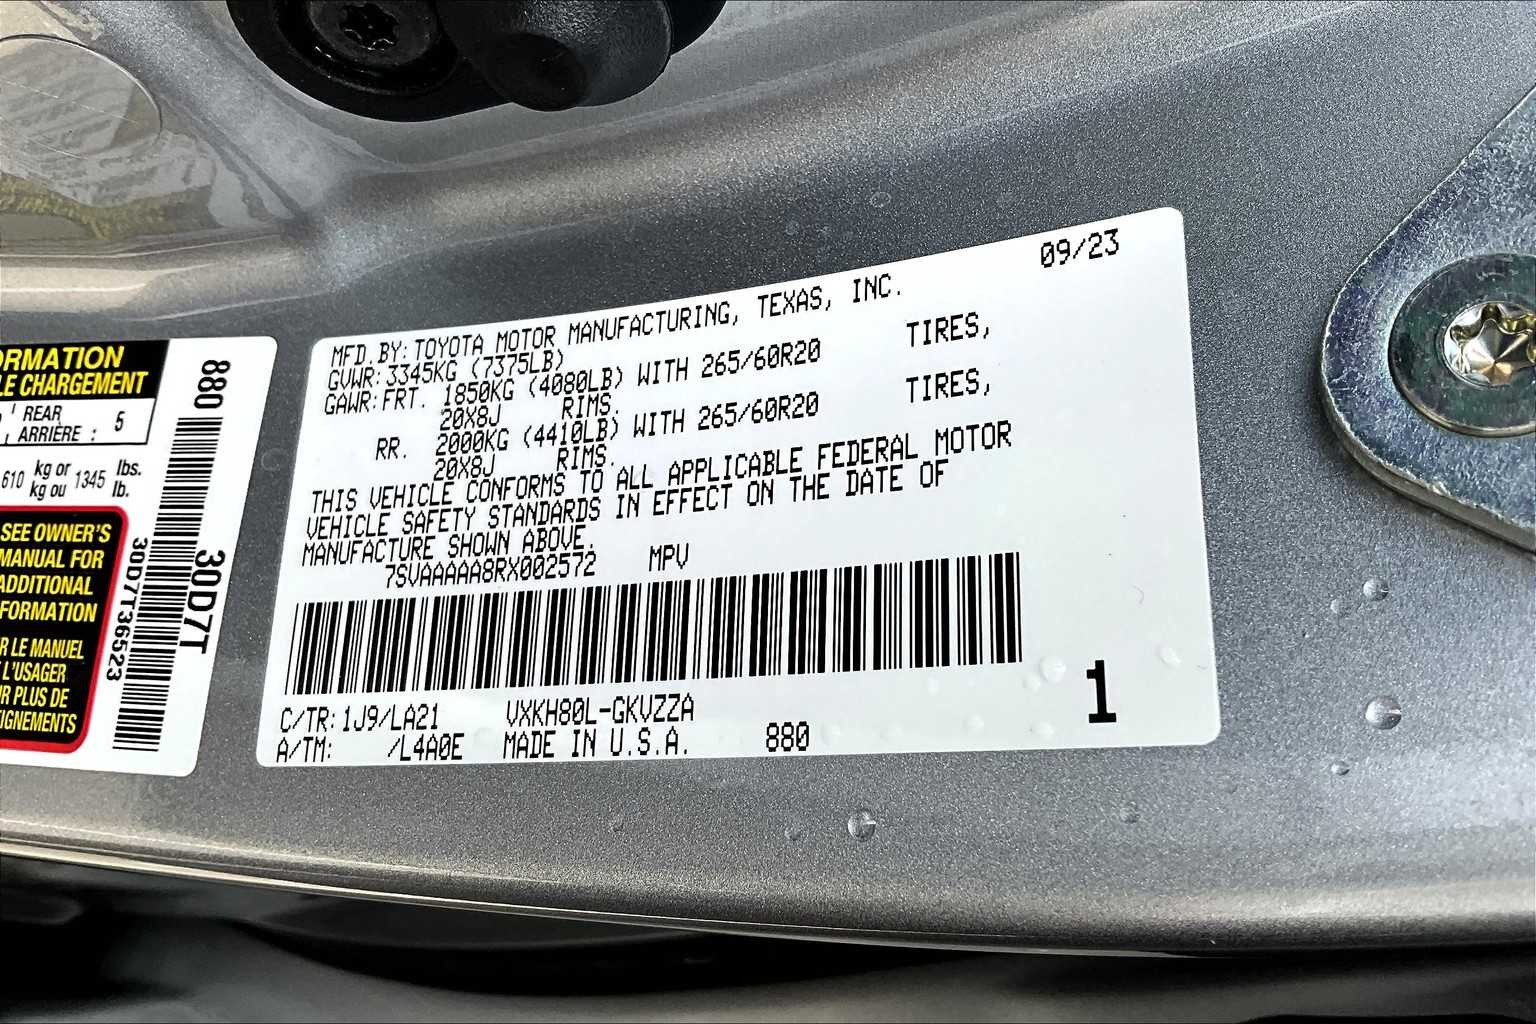 ORMATION
LE CHARGEMENT
REAR
, ARRIÈRE : 5
610 kg or 1345 lbs.
kg ou lb.
SEE OWNER'S
MANUAL FOR
ADDITIONAL
FORMATION
R LE MANUEL
L'USAGER
R PLUS DE
IGNEMENTS
880
30D7T
30D7T36523
09/23
MFD.BY: TOYOTA MOTOR MANUFACTURING, TEXAS, INC.
GVWR: 3345KG (7375LB)
GAWR: FRT. 1850KG (4080LB) WITH 265/60R20 TIRES,
20X8J RIMS.
RR. 2000KG (4410LB) WITH 265/60R20 TIRES,
20X8J RIMS.
THIS VEHICLE CONFORMS TO ALL APPLICABLE FEDERAL MOTOR
VEHICLE SAFETY STANDARDS IN EFFECT ON THE DATE OF
MANUFACTURE SHOWN ABOVE.
7SVAAAAA8RX002572 MPV
C/TR: 1J9/LA21 VXKH80L-GKVZZA
A/TM: /L4A0E MADE IN U.S.A. 880
1